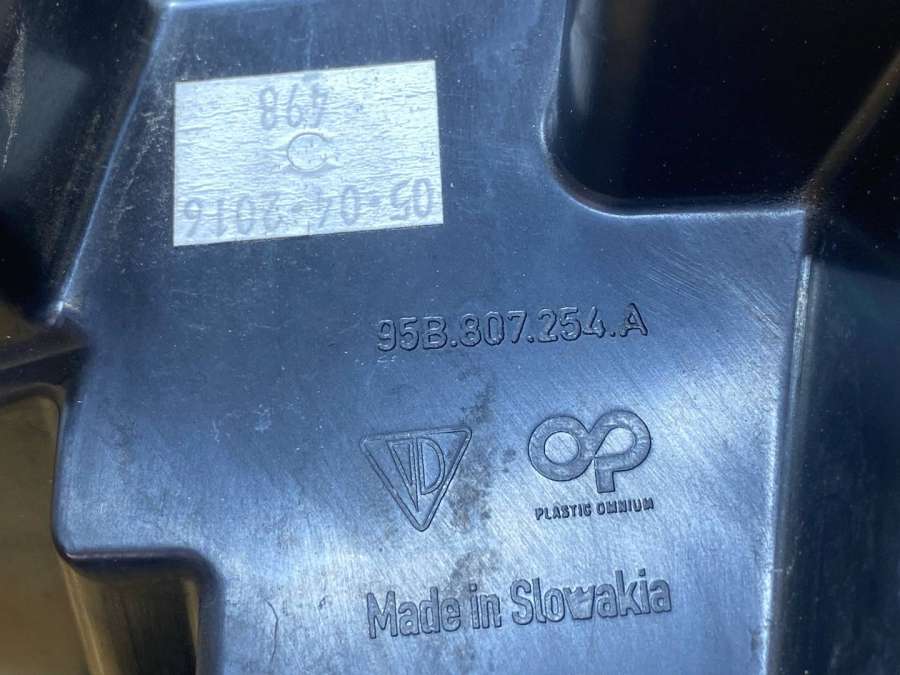 498
05.04.2016
95B.807.254.A
PLASTIC OMNIUM
Made in Slowakia